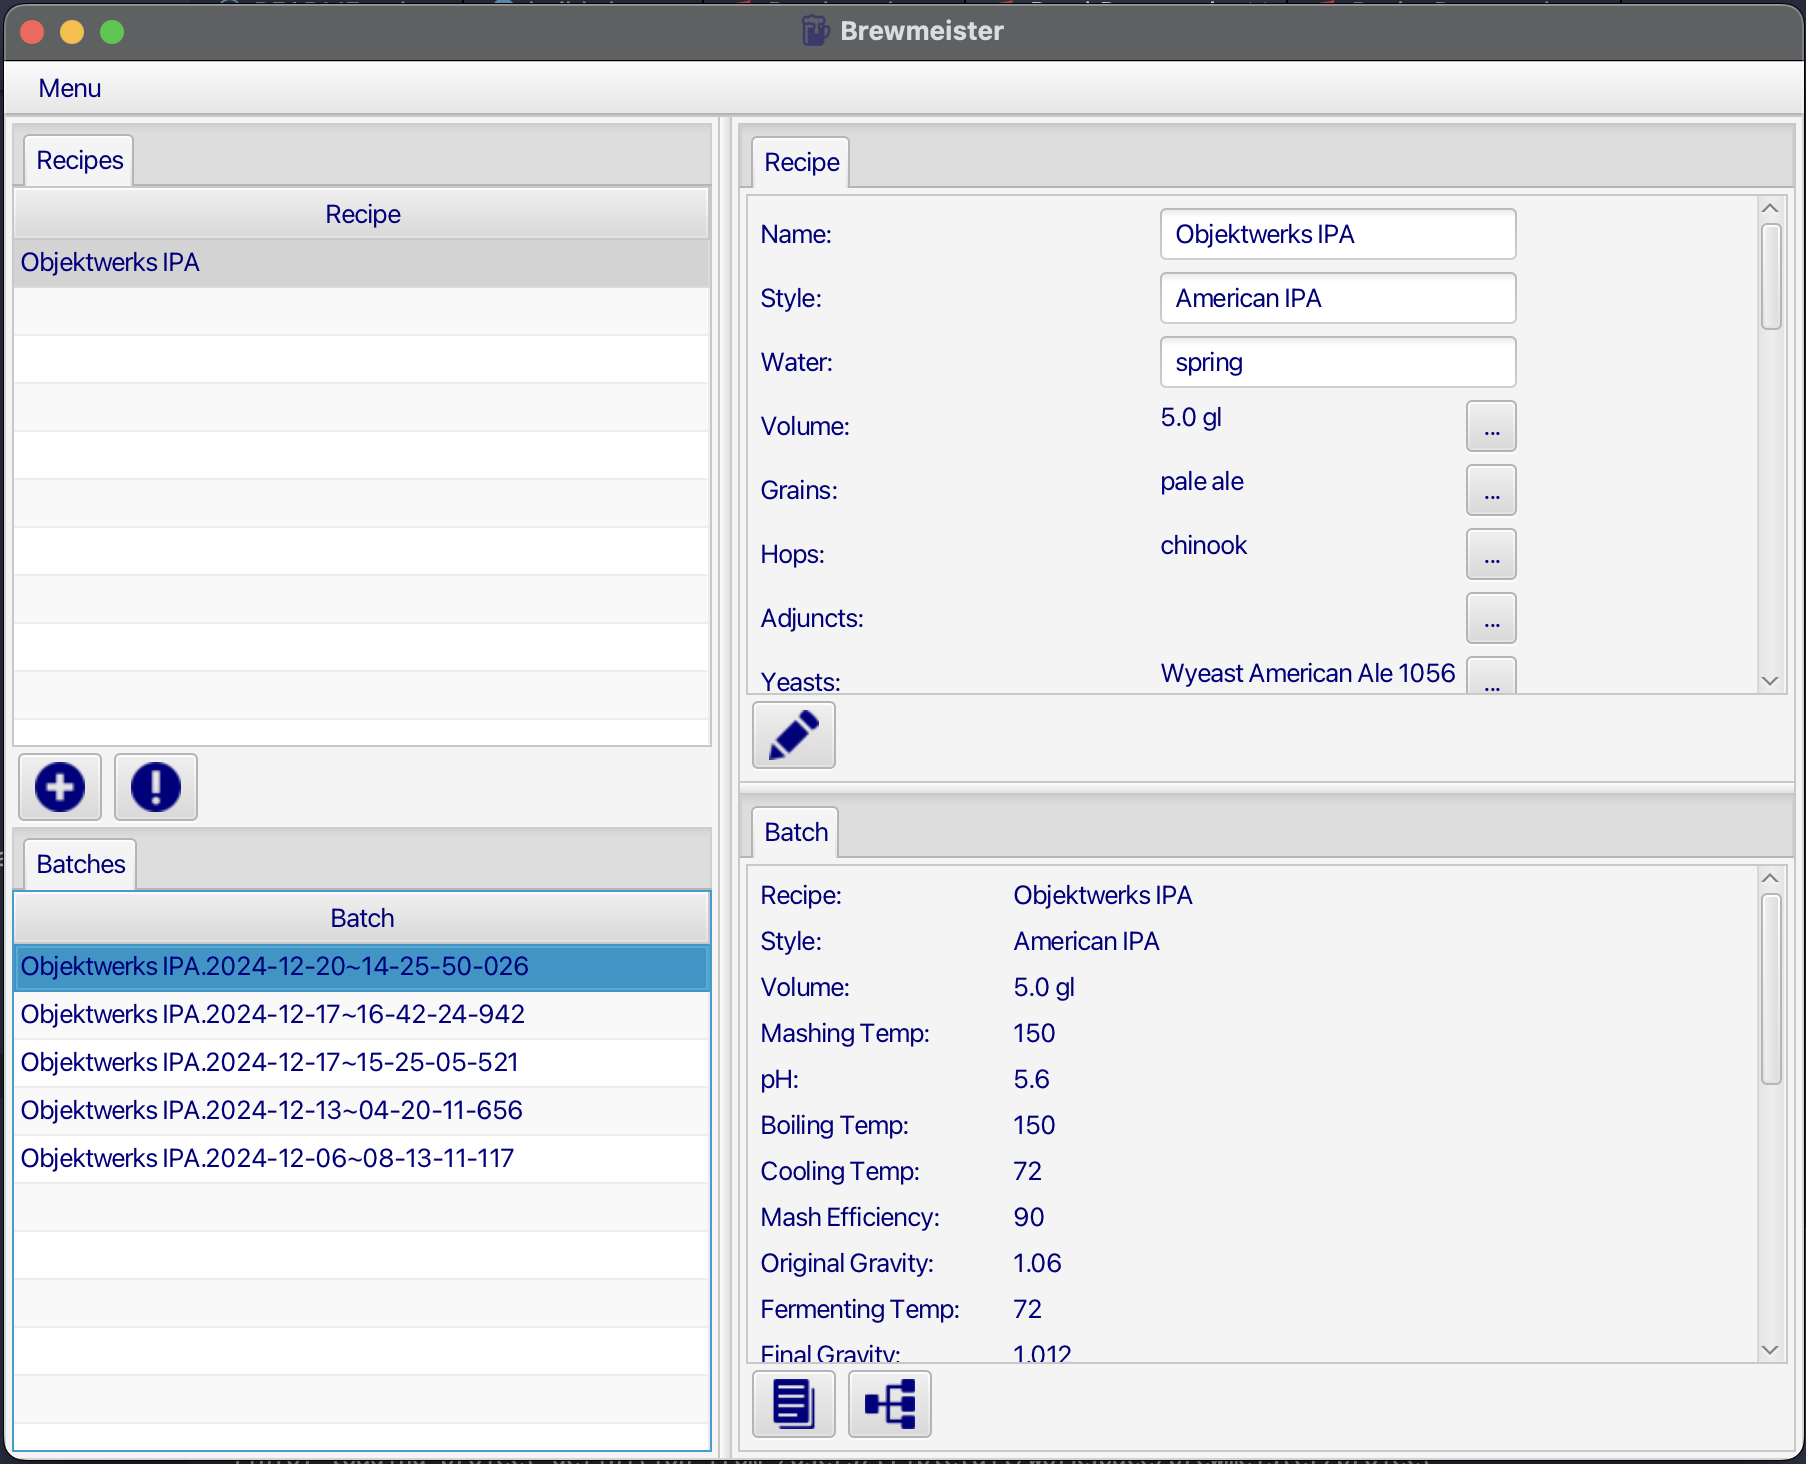 Brewmeister
Menu
Recipes
Recipe
Objektwerks IPA
Batches
Batch
Objektwerks IPA.2024-12-20~14-25-50-026
Objektwerks IPA.2024-12-17~16-42-24-942
Objektwerks IPA.2024-12-17~15-25-05-521
Objektwerks IPA.2024-12-13~04-20-11-656
Objektwerks IPA.2024-12-06~08-13-11-117
Recipe
Name: Objektwerks IPA
Style: American IPA
Water: spring
Volume: 5.0 gl ...
Grains: pale ale ...
Hops: chinook ...
Adjuncts: ...
Yeasts: Wyeast American Ale 1056 ...
Batch
Recipe: Objektwerks IPA
Style: American IPA
Volume: 5.0 gl
Mashing Temp: 150
pH: 5.6
Boiling Temp: 150
Cooling Temp: 72
Mash Efficiency: 90
Original Gravity: 1.06
Fermenting Temp: 72
Final Gravity: 1.012